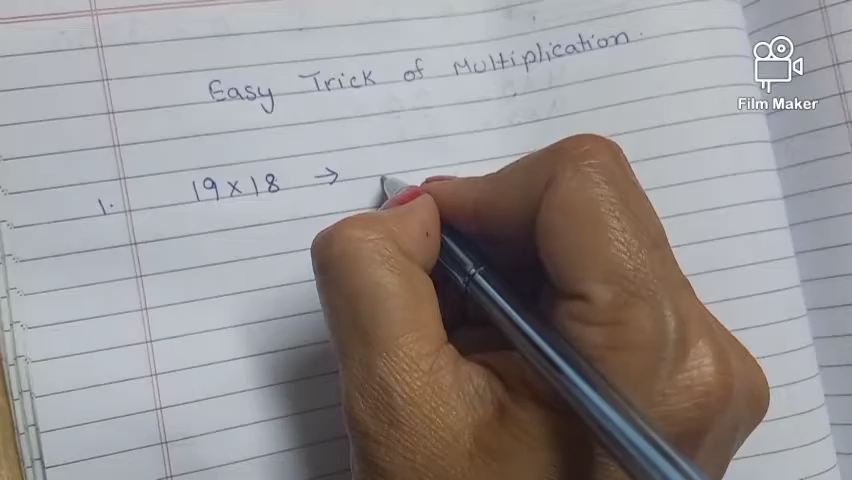 Easy Trick of Multiplication.
1. 19 x 18 →
Film Maker